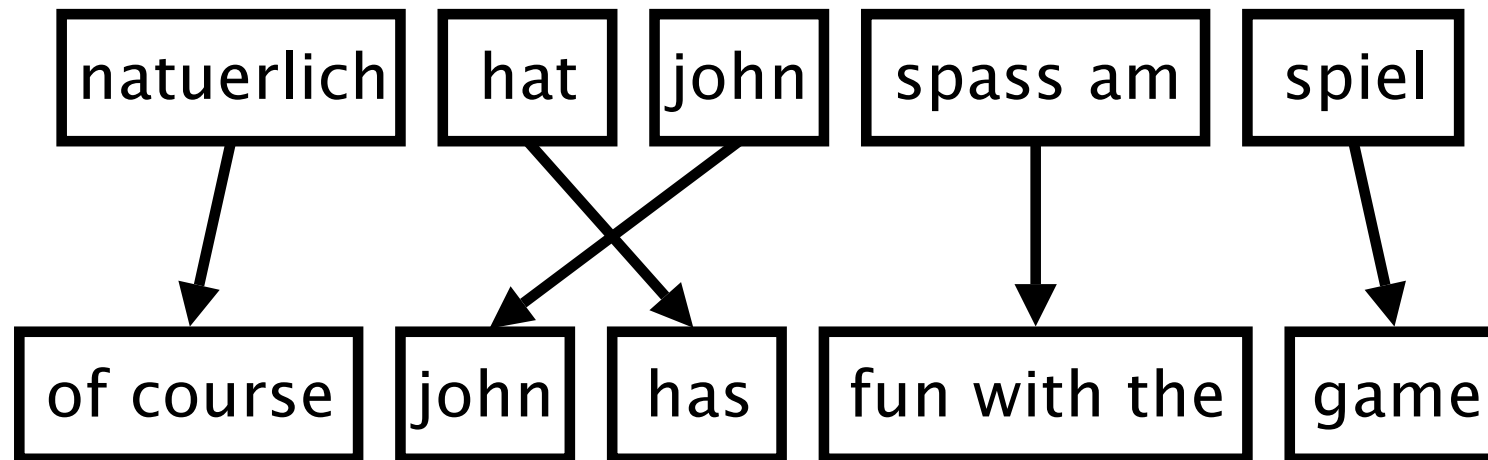 natuerlich hat john spass am spiel
of course john has fun with the game